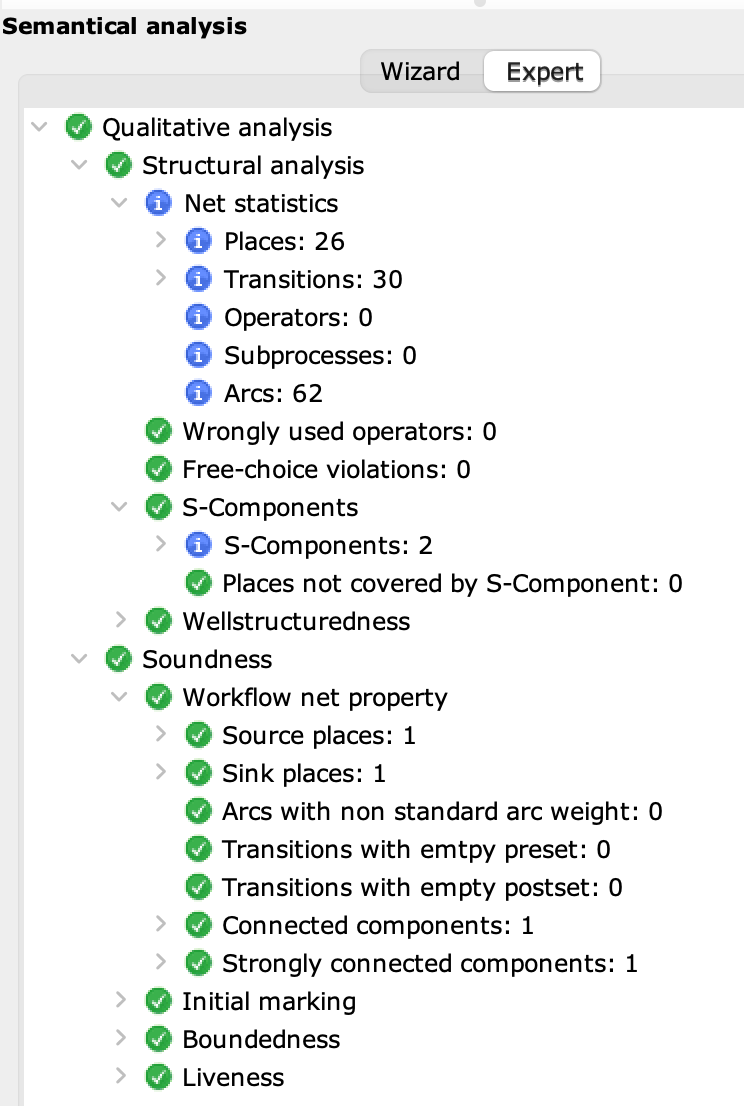 Semantical analysis
Wizard Expert
Qualitative analysis
Structural analysis
Net statistics
Places: 26
Transitions: 30
Operators: 0
Subprocesses: 0
Arcs: 62
Wrongly used operators: 0
Free-choice violations: 0
S-Components
S-Components: 2
Places not covered by S-Component: 0
Wellstructuredness
Soundness
Workflow net property
Source places: 1
Sink places: 1
Arcs with non standard arc weight: 0
Transitions with emtpy preset: 0
Transitions with empty postset: 0
Connected components: 1
Strongly connected components: 1
Initial marking
Boundedness
Liveness